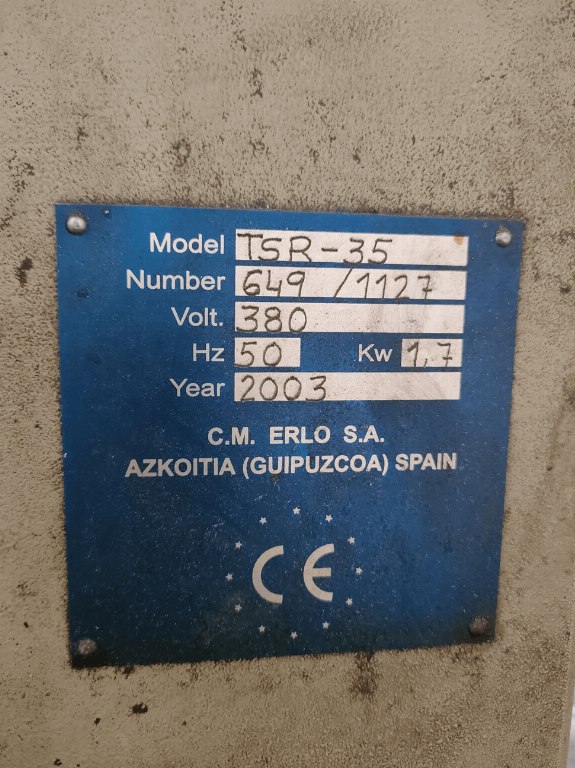 Model TSR-35
Number 649 /1127
Volt. 380
Hz 50 Kw 1,7
Year 2003
C.M. ERLO S.A.
AZKOITIA (GUIPUZCOA) SPAIN
CE